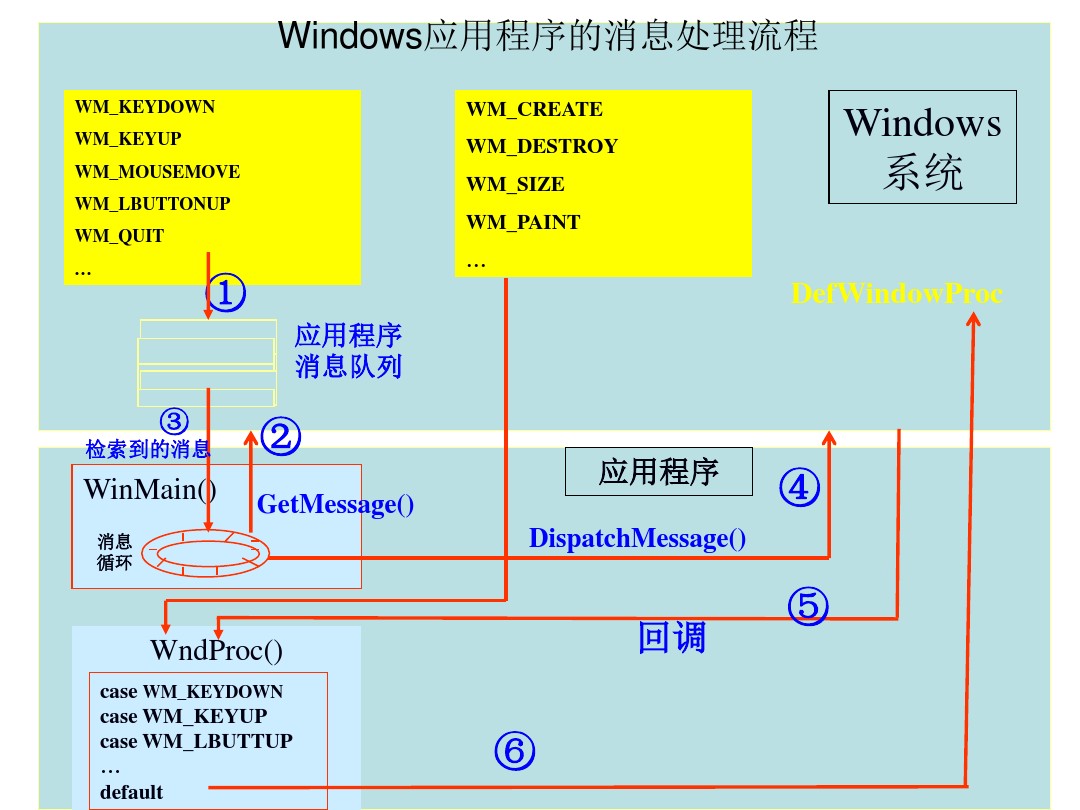 Windows应用程序的消息处理流程
WM_KEYDOWN
WM_KEYUP
WM_MOUSEMOVE
WM_LBUTTONUP
WM_QUIT
…
WM_CREATE
WM_DESTROY
WM_SIZE
WM_PAINT
…
Windows
系统
DefWindowProc
①
应用程序
消息队列
③
检索到的消息
②
WinMain()
GetMessage()
消息
循环
应用程序
④
DispatchMessage()
⑤
回调
WndProc()
case WM_KEYDOWN
case WM_KEYUP
case WM_LBUTTUP
…
default
⑥